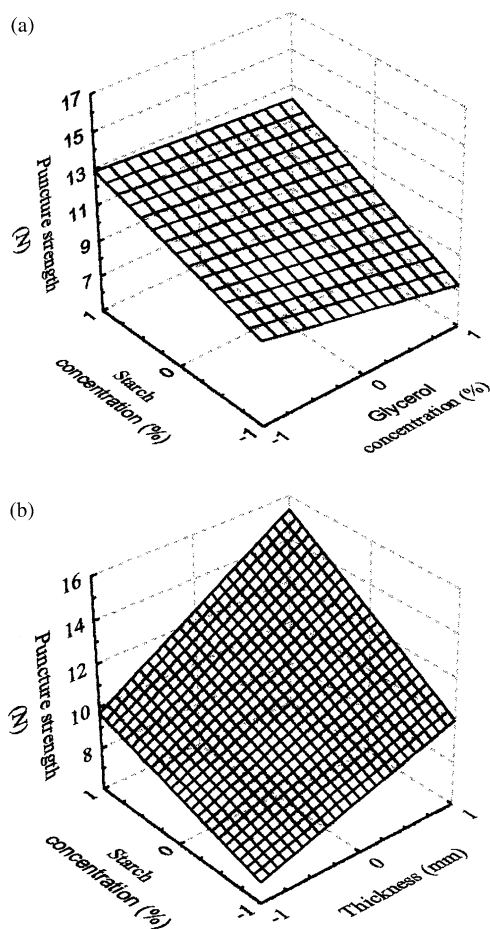 (a)
17
15
13
11
9
7
Puncture strength
(N)
1
0
-1
Starch
concentration (%)
-1
0
1
Glycerol
concentration (%)
(b)
16
14
12
10
8
Puncture strength
(N)
1
0
-1
Starch
concentration (%)
-1
0
1
Thickness (mm)